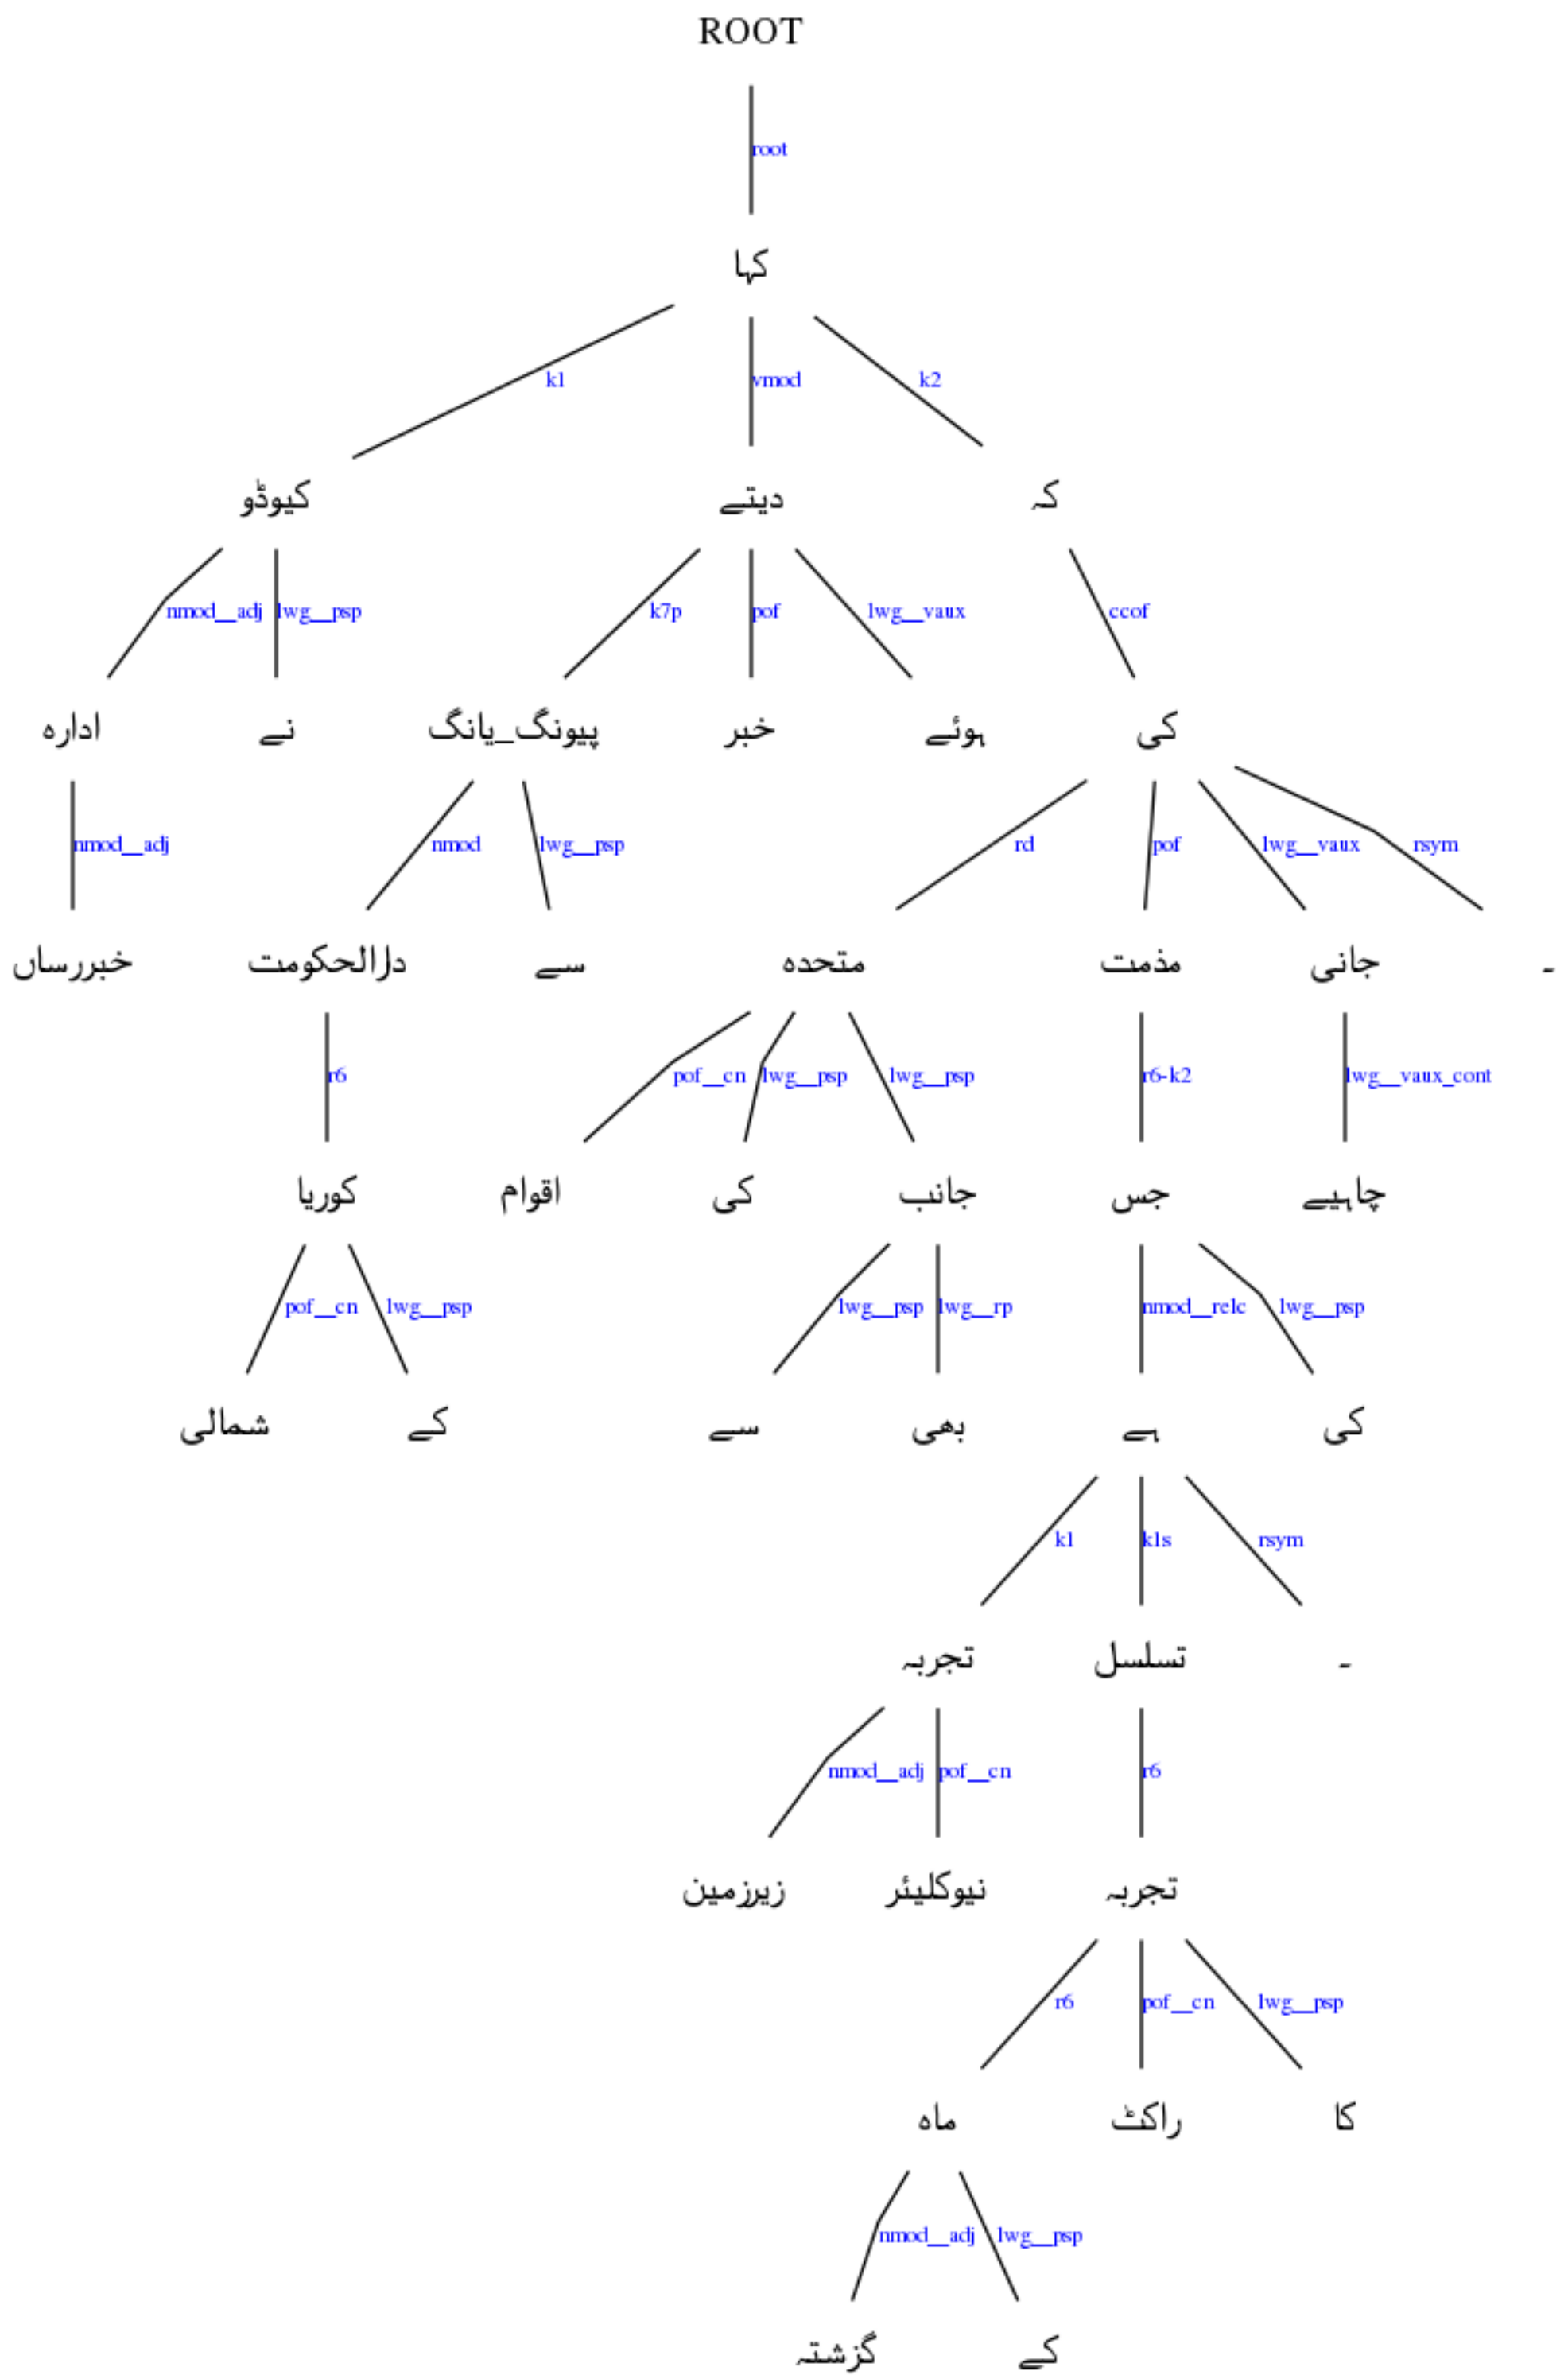 ROOT
root
کہا
k1 vmod k2
کیوڈو دیتے کہ
nmod__adj lwg__psp k7p pof lwg__vaux ccof
ادارہ نے پیونگ_یانگ خبر ہوئے کی
nmod__adj nmod lwg__psp rd pof lwg__vaux rsym
خبررساں دارالحکومت سے متحدہ مذمت جانی ۔
r6 pof__cn lwg__psp lwg__psp r6-k2 lwg__vaux_cont
کوریا اقوام کی جانب جس چاہیے
pof__cn lwg__psp lwg__psp lwg__rp nmod__relc lwg__psp
شمالی کے سے بھی ہے کی
k1 k1s rsym
تجربہ تسلسل ۔
nmod__adj pof__cn r6
زیرزمین نیوکلیئر تجربہ
r6 pof__cn lwg__psp
ماہ راکٹ کا
nmod__adj lwg__psp
گزشتہ کے